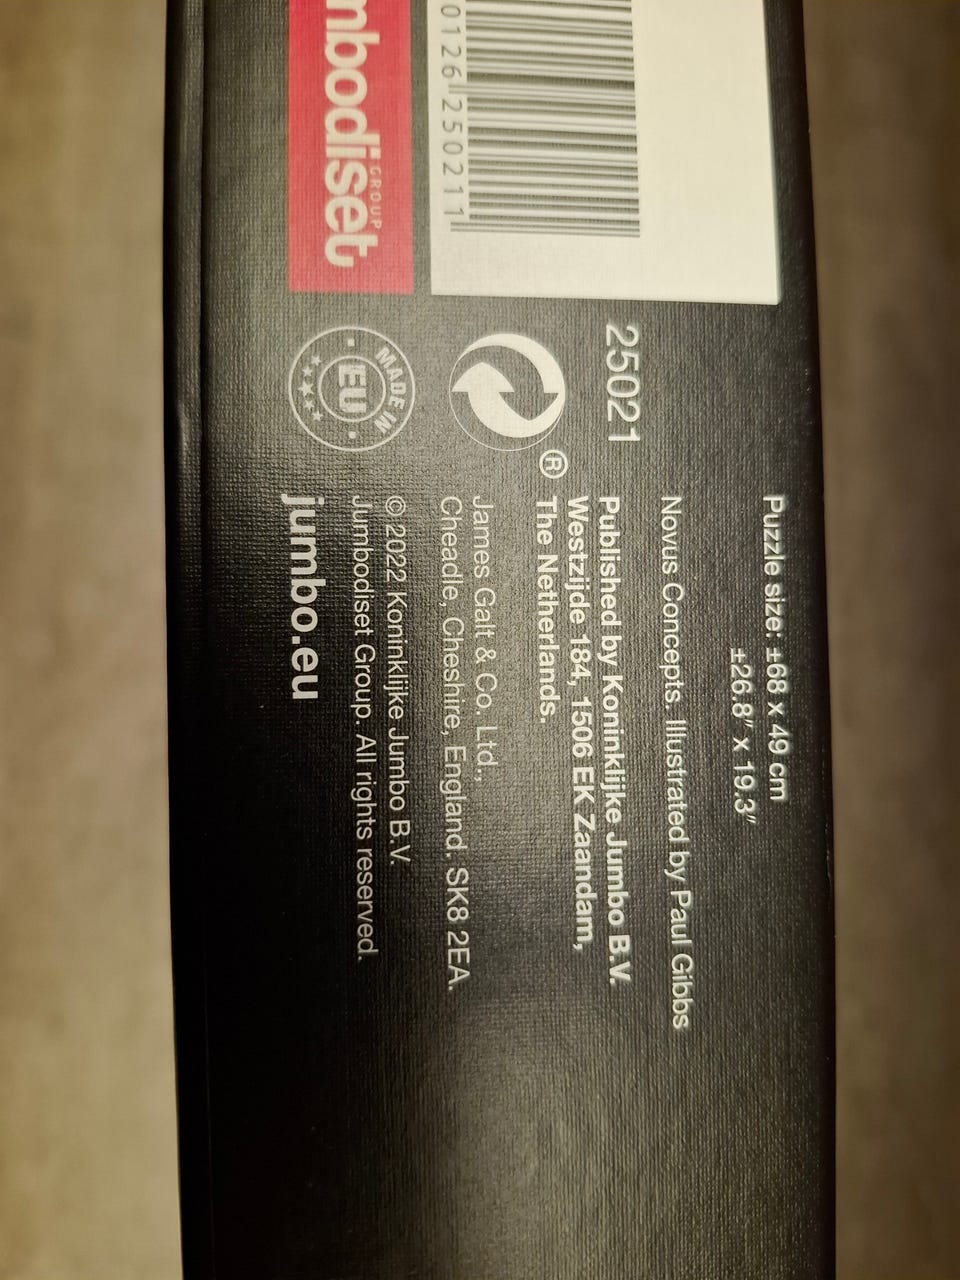 Puzzle size: ±68 x 49 cm
±26.8" x 19.3"
Novus Concepts. Illustrated by Paul Gibbs
25021
Published by Koninklijke Jumbo B.V.
Westzijde 184, 1506 EK Zaandam,
The Netherlands.
®
James Galt & Co. Ltd.,
Cheadle, Cheshire, England. SK8 2EA.
© 2022 Koninklijke Jumbo B.V.
Jumbodiset Group. All rights reserved.
jumbo.eu
01126 250211
mbodiset
GROUP
MADE IN
EU